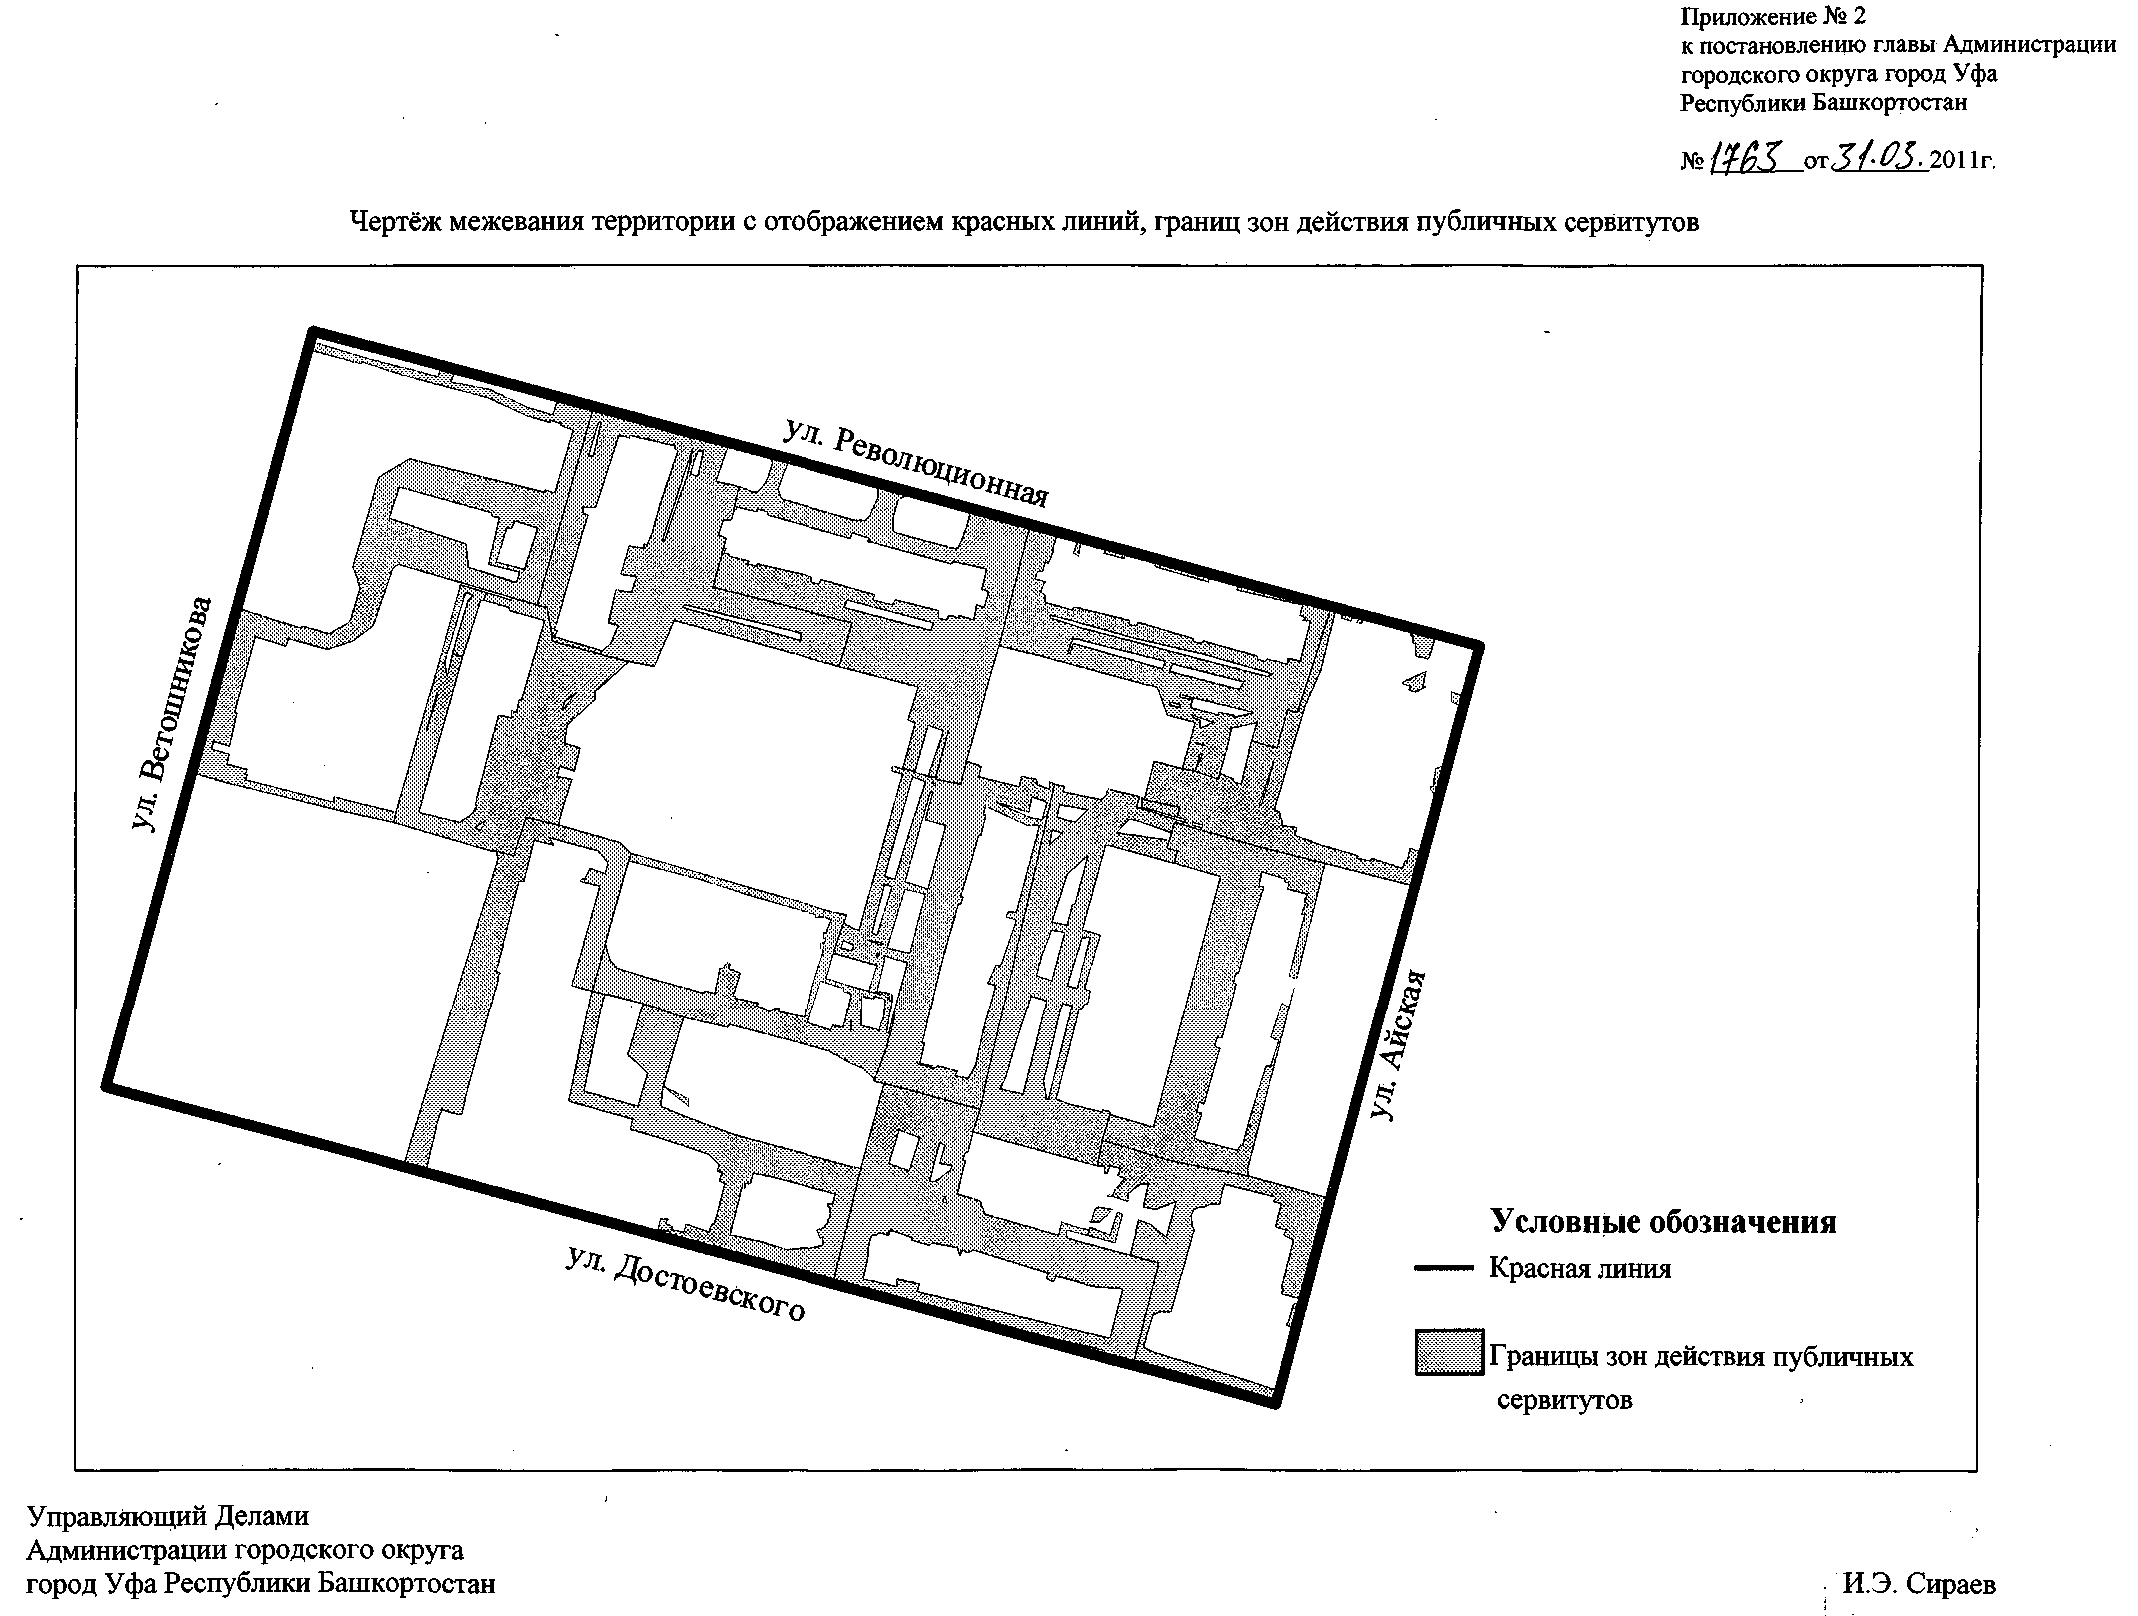 Приложение № 2
к постановлению главы Администрации
городского округа город Уфа
Республики Башкортостан
№ 1763 от 31.03. 2011г.
Чертёж межевания территории с отображением красных линий, границ зон действия публичных сервитутов
ул. Революционная
ул. Ветошникова
ул. Айская
ул. Достоевского
Условные обозначения
Красная линия
Границы зон действия публичных
сервитутов
Управляющий Делами
Администрации городского округа
город Уфа Республики Башкортостан
И.Э. Сираев